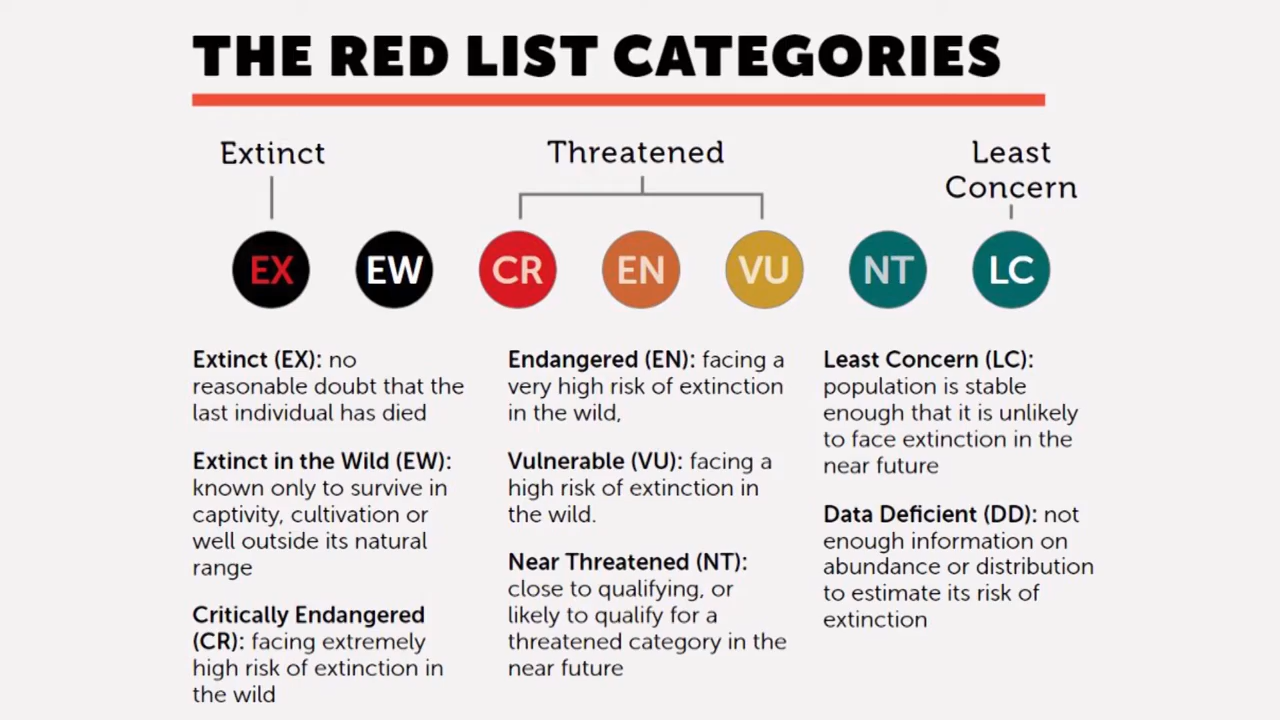 THE RED LIST CATEGORIES
Extinct
Threatened
Least
Concern
EX
EW
CR
EN
VU
NT
LC
Extinct (EX): no
reasonable doubt that the
last individual has died
Extinct in the Wild (EW):
known only to survive in
captivity, cultivation or
well outside its natural
range
Critically Endangered
(CR): facing extremely
high risk of extinction in
the wild
Endangered (EN): facing a
very high risk of extinction
in the wild,
Vulnerable (VU): facing a
high risk of extinction in
the wild.
Near Threatened (NT):
close to qualifying, or
likely to qualify for a
threatened category in the
near future
Least Concern (LC):
population is stable
enough that it is unlikely
to face extinction in the
near future
Data Deficient (DD): not
enough information on
abundance or distribution
to estimate its risk of
extinction